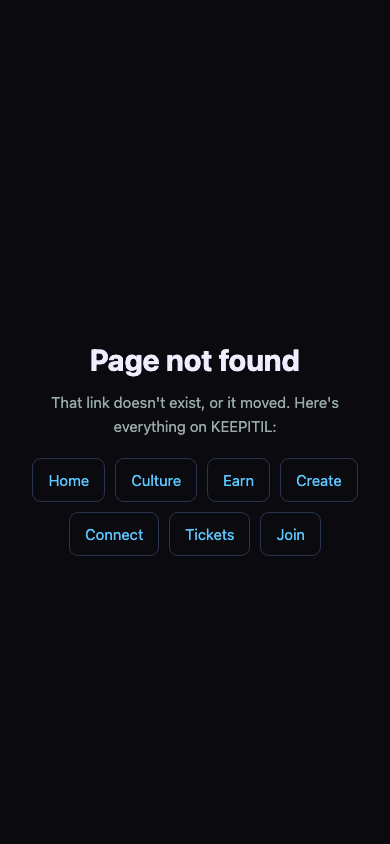 Page not found
That link doesn't exist, or it moved. Here's
everything on KEEPITIL:
Home Culture Earn Create
Connect Tickets Join